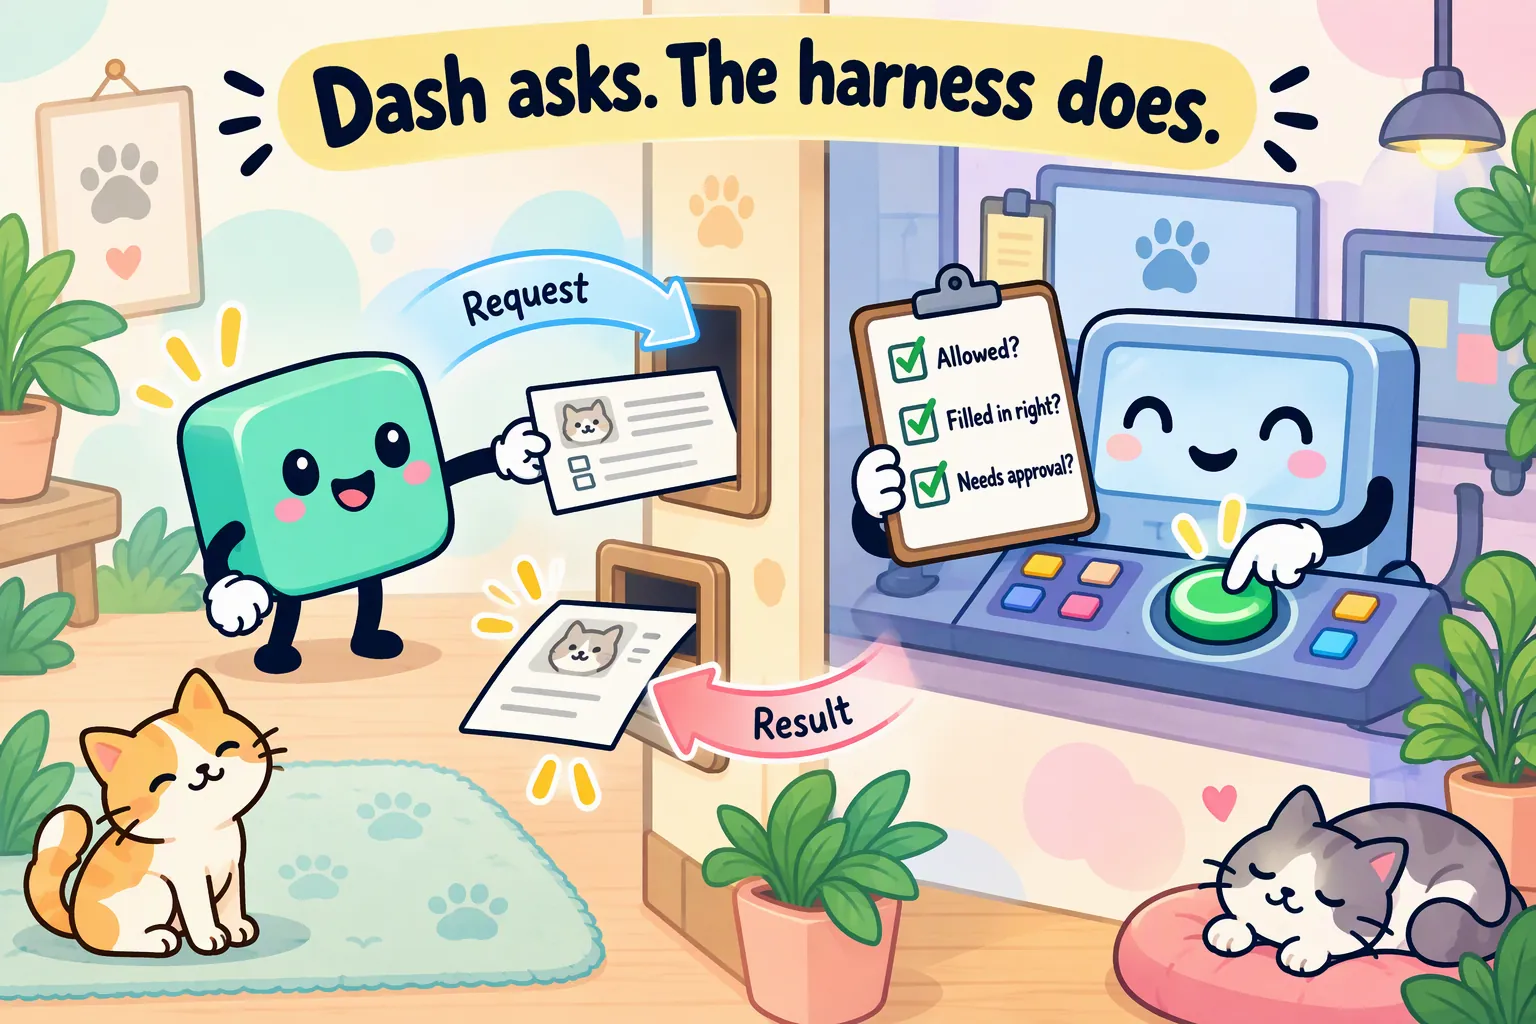 Dash asks. The harness does.
Request
Allowed?
Filled in right?
Needs approval?
Result